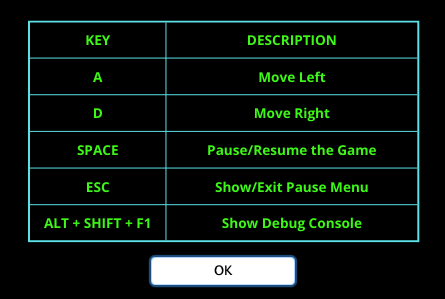 KEY DESCRIPTION
A Move Left
D Move Right
SPACE Pause/Resume the Game
ESC Show/Exit Pause Menu
ALT + SHIFT + F1 Show Debug Console
OK